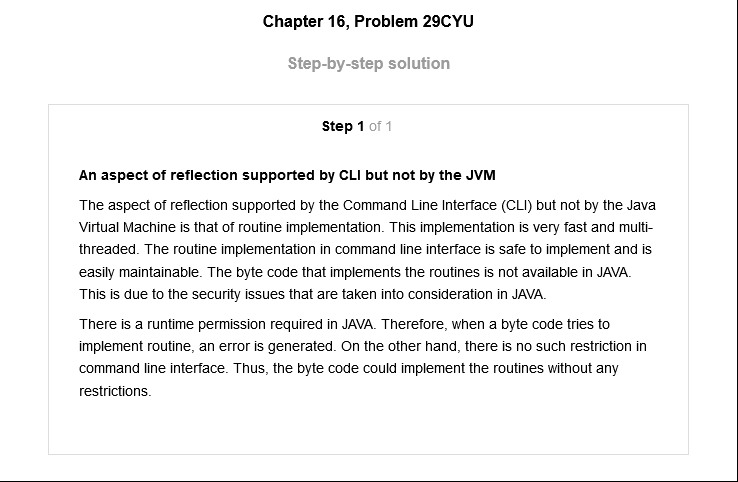 Chapter 16, Problem 29CYU
Step-by-step solution
Step 1 of 1
An aspect of reflection supported by CLI but not by the JVM
The aspect of reflection supported by the Command Line Interface (CLI) but not by the Java
Virtual Machine is that of routine implementation. This implementation is very fast and multi-
threaded. The routine implementation in command line interface is safe to implement and is
easily maintainable. The byte code that implements the routines is not available in JAVA.
This is due to the security issues that are taken into consideration in JAVA.
There is a runtime permission required in JAVA. Therefore, when a byte code tries to
implement routine, an error is generated. On the other hand, there is no such restriction in
command line interface. Thus, the byte code could implement the routines without any
restrictions.